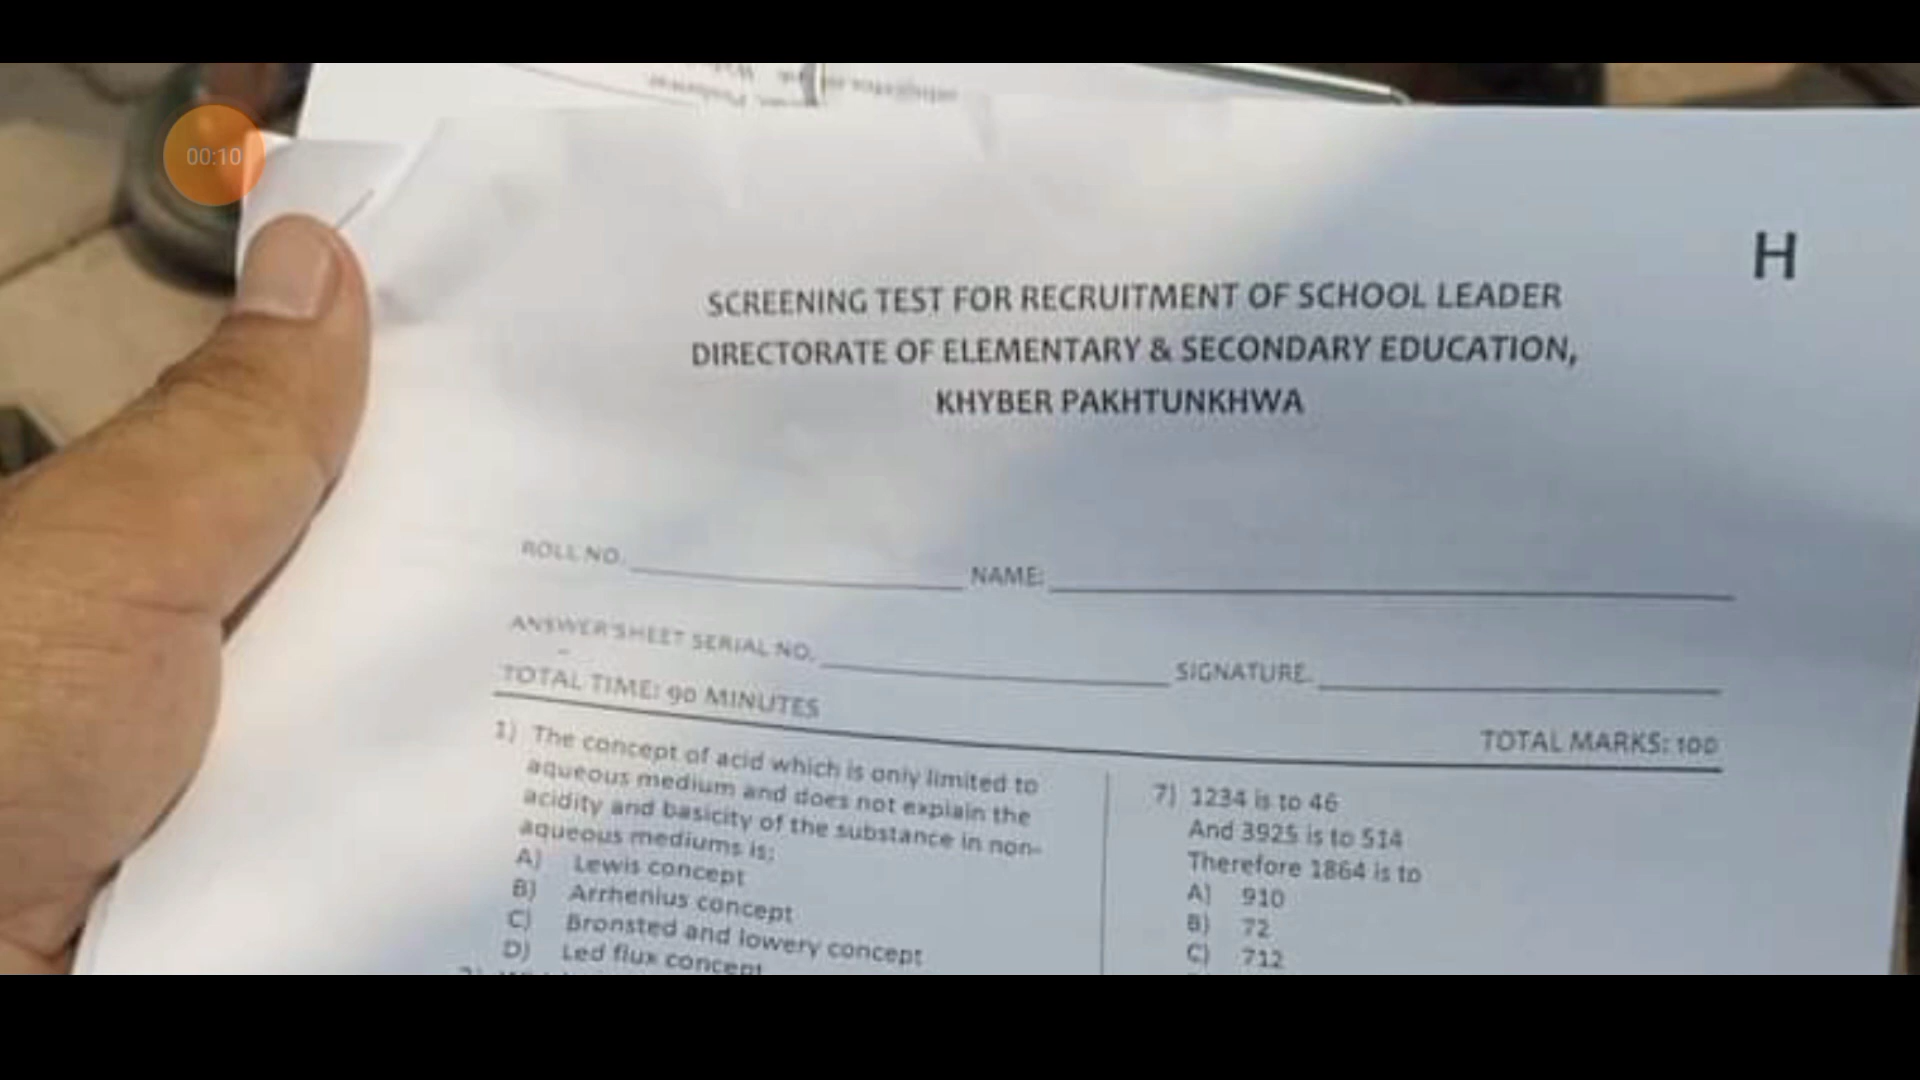 00:10
H
SCREENING TEST FOR RECRUITMENT OF SCHOOL LEADER
DIRECTORATE OF ELEMENTARY & SECONDARY EDUCATION,
KHYBER PAKHTUNKHWA
ROLL NO. NAME:
ANSWER SHEET SERIAL NO. SIGNATURE.
TOTAL TIME: 90 MINUTES
TOTAL MARKS: 100
1) The concept of acid which is only limited to
aqueous medium and does not explain the
acidity and basicity of the substance in non-
aqueous mediums is;
A) Lewis concept
B) Arrhenius concept
C) Bronsted and lowery concept
D) Led flux concept
7) 1234 is to 46
And 3925 is to 514
Therefore 1864 is to
A) 910
B) 72
C) 712